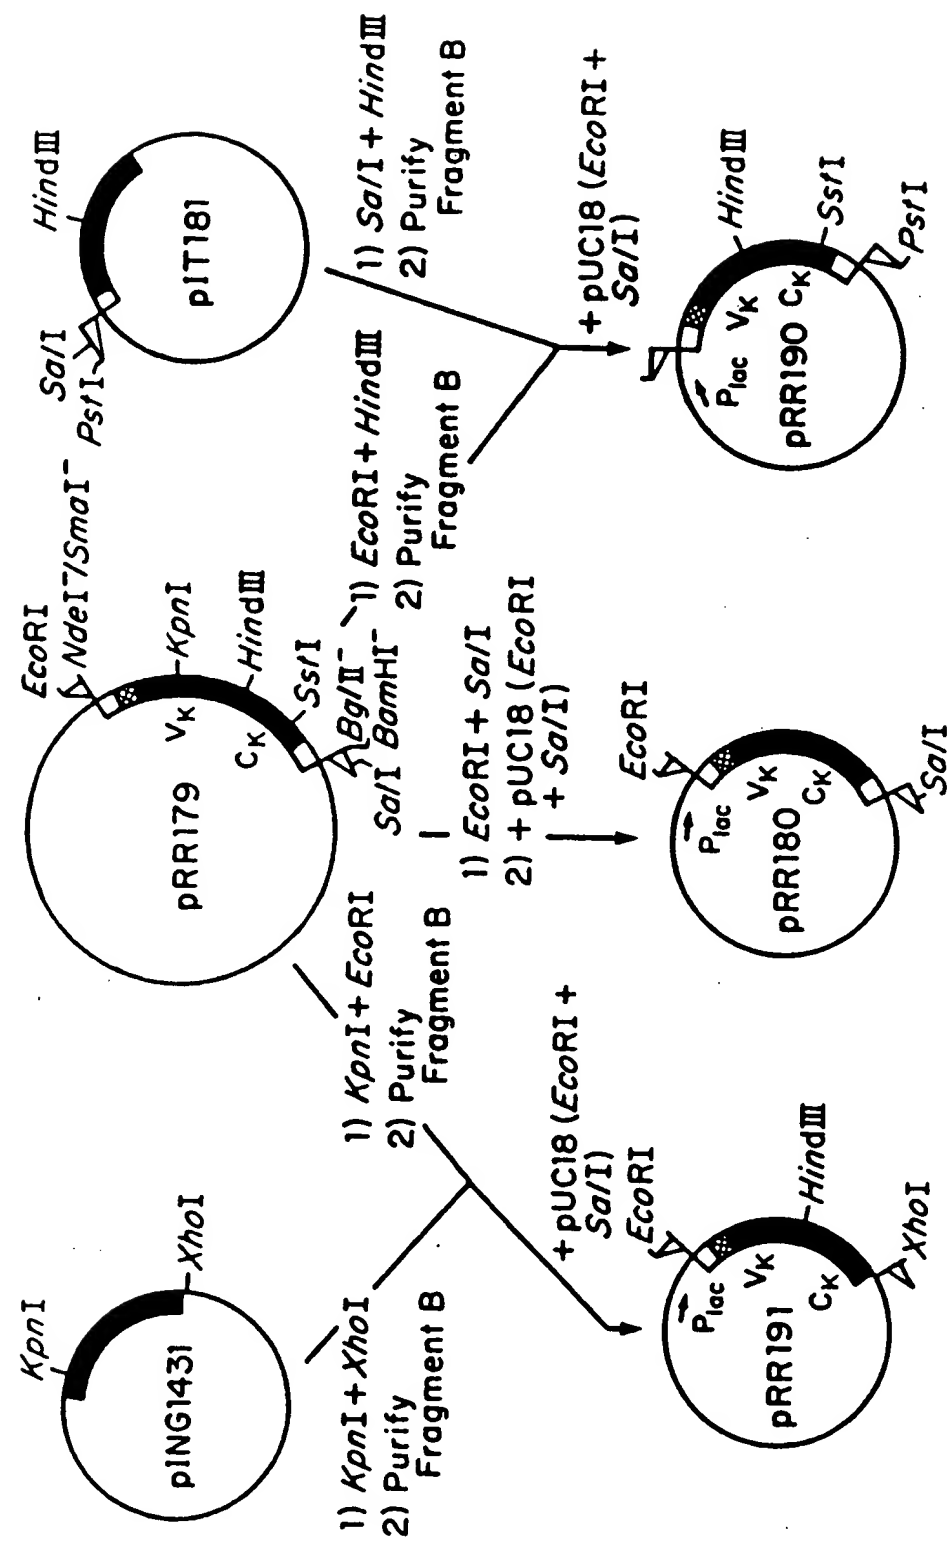 KpnI
XhoI
pING1431
1) KpnI + XhoI
2) Purify
Fragment B
EcoRI
NdeI⁻/SmaI⁻
KpnI
HindIII
SstI
BglII⁻
BamHI⁻
SalI
VK
CK
pRR179
1) KpnI + EcoRI
2) Purify
Fragment B
1) EcoRI + SalI
2) + pUC18 (EcoRI
+ SalI)
1) EcoRI + HindIII
2) Purify
Fragment B
SalI
PstI
HindIII
pIT181
1) SalI + HindIII
2) Purify
Fragment B
+ pUC18 (EcoRI +
SalI)
EcoRI
Plac
VK
CK
HindIII
XhoI
pRR191
EcoRI
Plac
VK
CK
SalI
pRR180
+ pUC18 (EcoRI +
SalI)
Plac
VK
CK
HindIII
SstI
PstI
pRR190